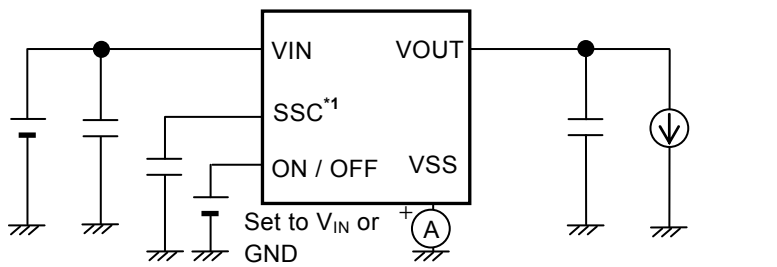 VIN VOUT
SSC*1
ON / OFF VSS
Set to VIN or
GND
+
A